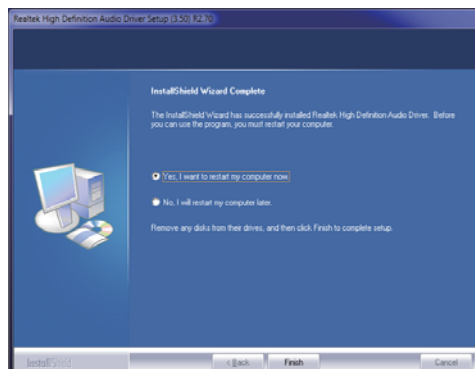 Realtek High Definition Audio Driver Setup (3.50) R2.70
InstallShield Wizard Complete
The InstallShield Wizard has successfully installed Realtek High Definition Audio Driver. Before
you can use the program, you must restart your computer.
Yes, I want to restart my computer now.
No, I will restart my computer later.
Remove any disks from their drives, and then click Finish to complete setup.
InstallShield
< Back
Finish
Cancel